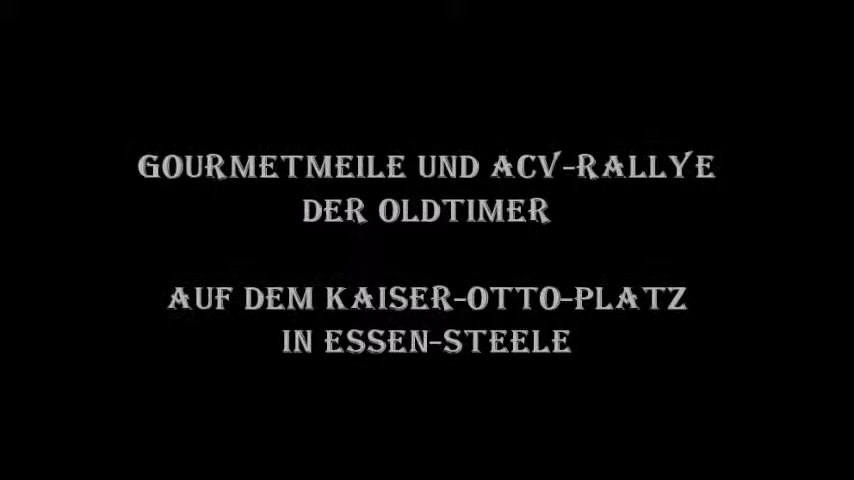 GOURMETMEILE UND ACV-RALLYE
DER OLDTIMER
AUF DEM KAISER-OTTO-PLATZ
IN ESSEN-STEELE